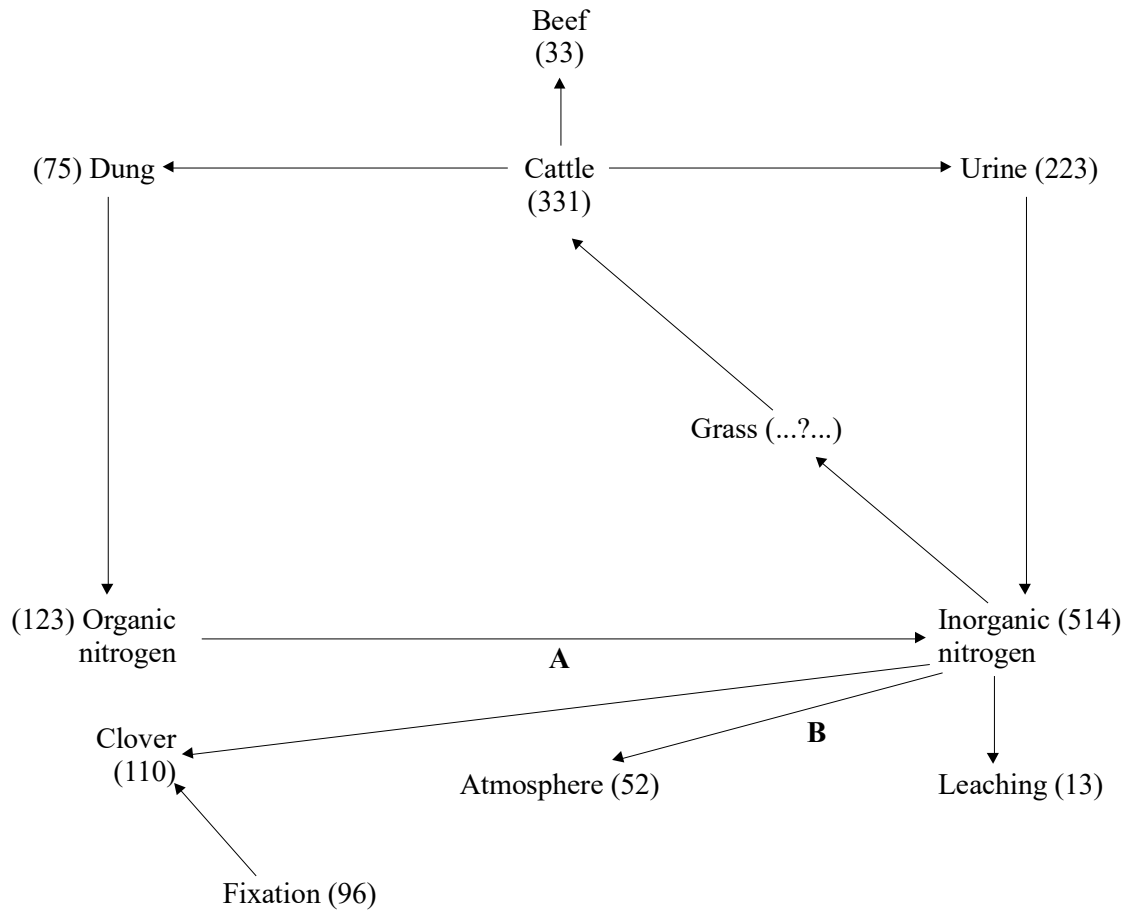 Beef
(33)
(75) Dung
Cattle
(331)
Urine (223)
Grass (...?...)
(123) Organic
nitrogen
A
Inorganic (514)
nitrogen
Clover
(110)
B
Atmosphere (52)
Leaching (13)
Fixation (96)